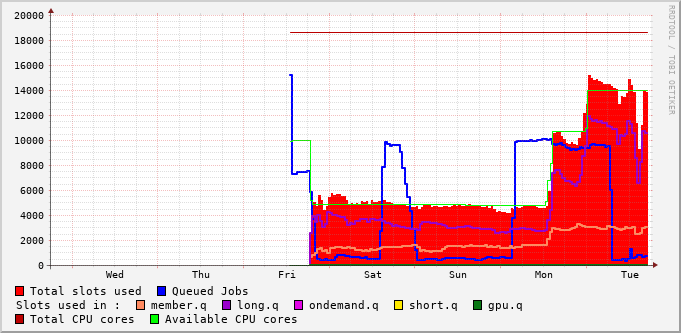 20000
18000
16000
14000
12000
10000
8000
6000
4000
2000
0
Wed Thu Fri Sat Sun Mon Tue
RRDTOOL / TOBI OETIKER
Total slots used Queued Jobs
Slots used in : member.q long.q ondemand.q short.q gpu.q
Total CPU cores Available CPU cores